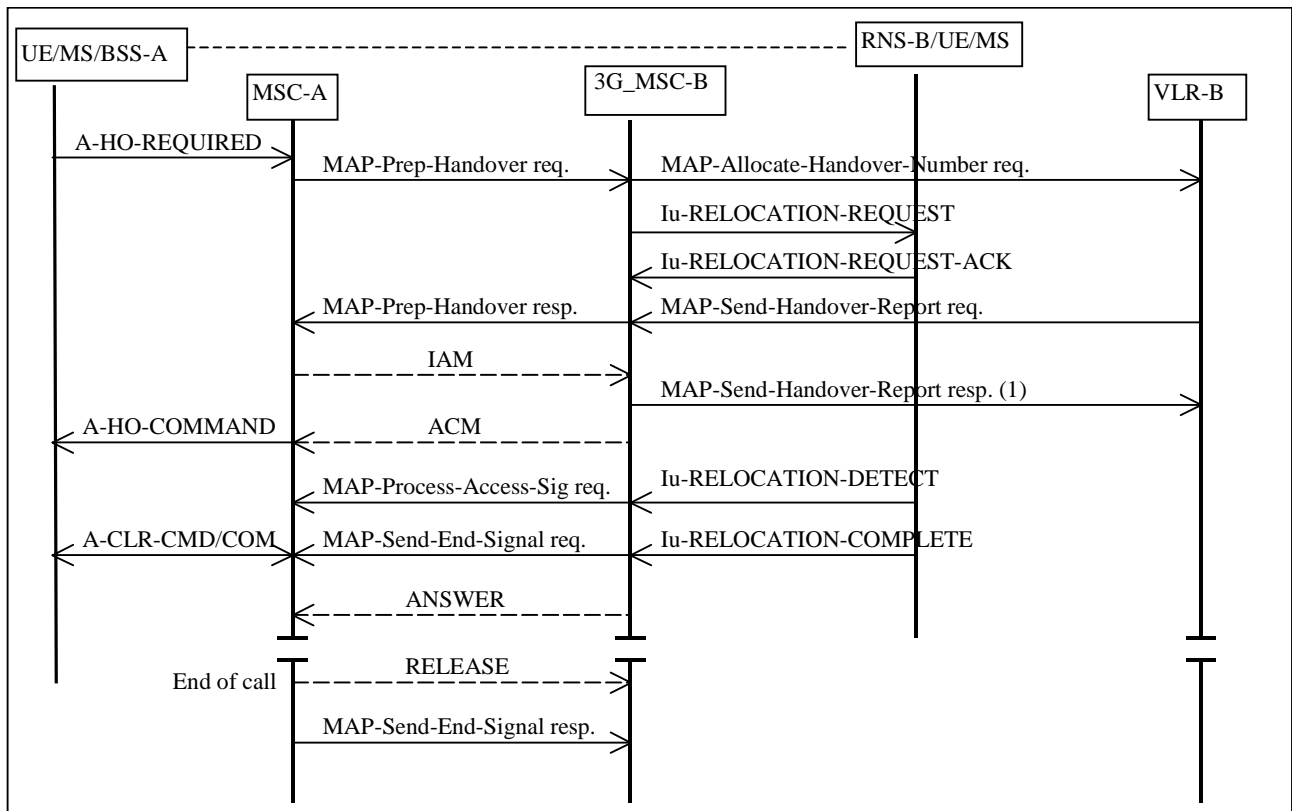 UE/MS/BSS-A
RNS-B/UE/MS
MSC-A
3G_MSC-B
VLR-B
A-HO-REQUIRED
MAP-Prep-Handover req.
MAP-Allocate-Handover-Number req.
Iu-RELOCATION-REQUEST
Iu-RELOCATION-REQUEST-ACK
MAP-Prep-Handover resp.
MAP-Send-Handover-Report req.
IAM
MAP-Send-Handover-Report resp. (1)
A-HO-COMMAND
ACM
Iu-RELOCATION-DETECT
MAP-Process-Access-Sig req.
A-CLR-CMD/COM
MAP-Send-End-Signal req.
Iu-RELOCATION-COMPLETE
ANSWER
RELEASE
End of call
MAP-Send-End-Signal resp.